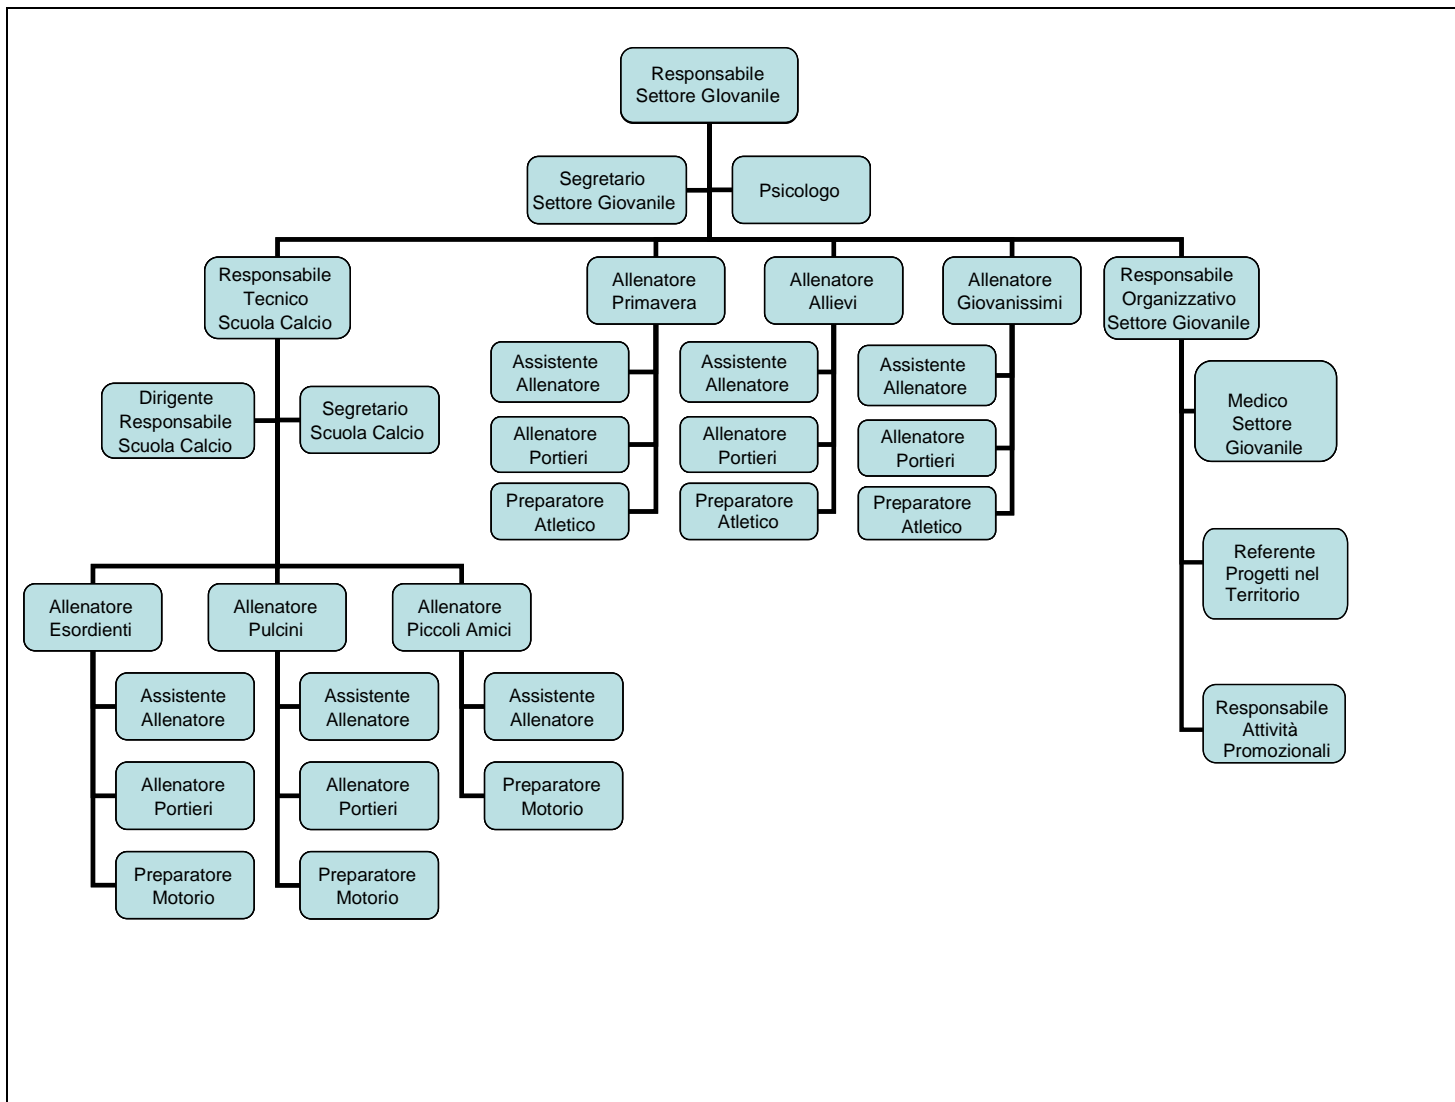 Responsabile
Settore GIovanile
Segretario
Settore Giovanile
Psicologo
Responsabile
Tecnico
Scuola Calcio
Allenatore
Primavera
Allenatore
Allievi
Allenatore
Giovanissimi
Responsabile
Organizzativo
Settore Giovanile
Assistente
Allenatore
Allenatore
Portieri
Preparatore
Atletico
Assistente
Allenatore
Allenatore
Portieri
Preparatore
Atletico
Assistente
Allenatore
Allenatore
Portieri
Preparatore
Atletico
Medico
Settore
Giovanile
Referente
Progetti nel
Territorio
Responsabile
Attività
Promozionali
Dirigente
Responsabile
Scuola Calcio
Segretario
Scuola Calcio
Allenatore
Esordienti
Allenatore
Pulcini
Allenatore
Piccoli Amici
Assistente
Allenatore
Allenatore
Portieri
Preparatore
Motorio
Assistente
Allenatore
Allenatore
Portieri
Preparatore
Motorio
Assistente
Allenatore
Preparatore
Motorio